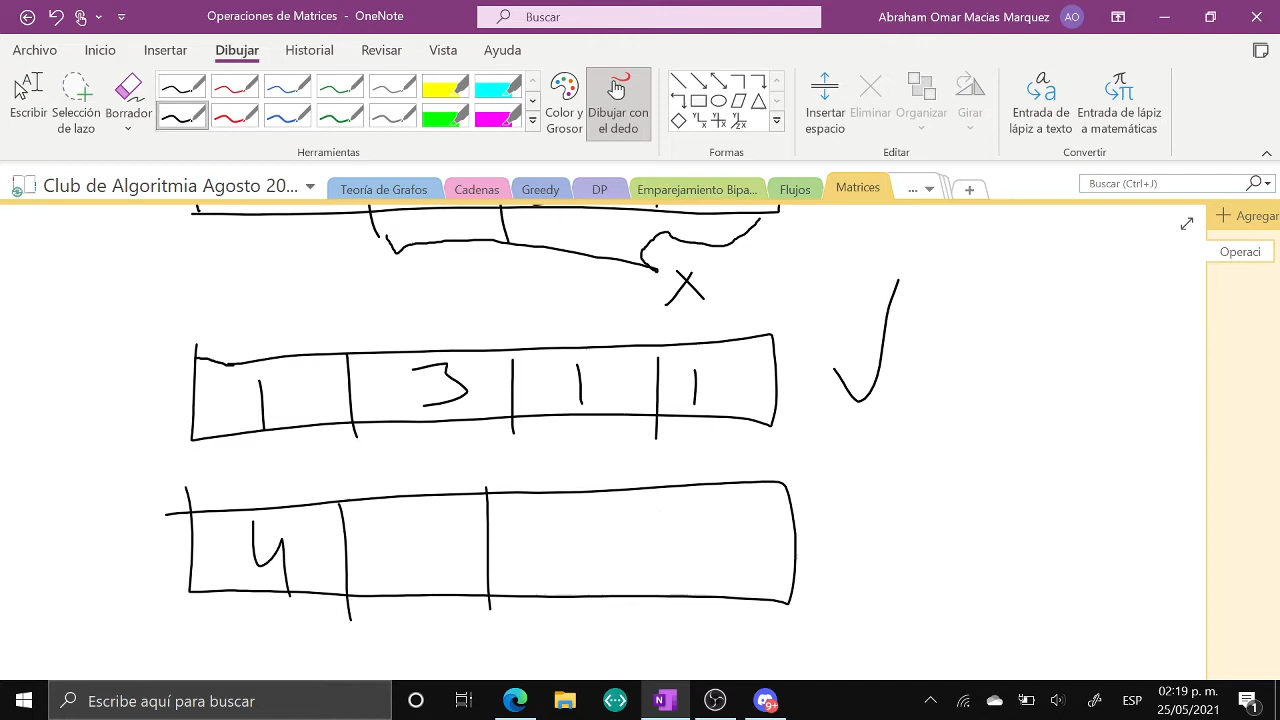 Operaciones de Matrices - OneNote
Buscar
Abraham Omar Macias Marquez
AO
Archivo
Inicio
Insertar
Dibujar
Historial
Revisar
Vista
Ayuda
Escribir
Selección de lazo
Borrador
Color y Grosor
Dibujar con el dedo
Insertar espacio
Eliminar
Organizar
Girar
Entrada de lápiz a texto
Entrada de lápiz a matemáticas
Herramientas
Formas
Editar
Convertir
Club de Algoritmia Agosto 20...
Teoría de Grafos
Cadenas
Greedy
DP
Emparejamiento Bipa...
Flujos
Matrices
...
Buscar (Ctrl+J)
Agregar
Operaci
X
1 3 1 1
4
Escribe aquí para buscar
9+
ESP
02:19 p. m.
25/05/2021
1